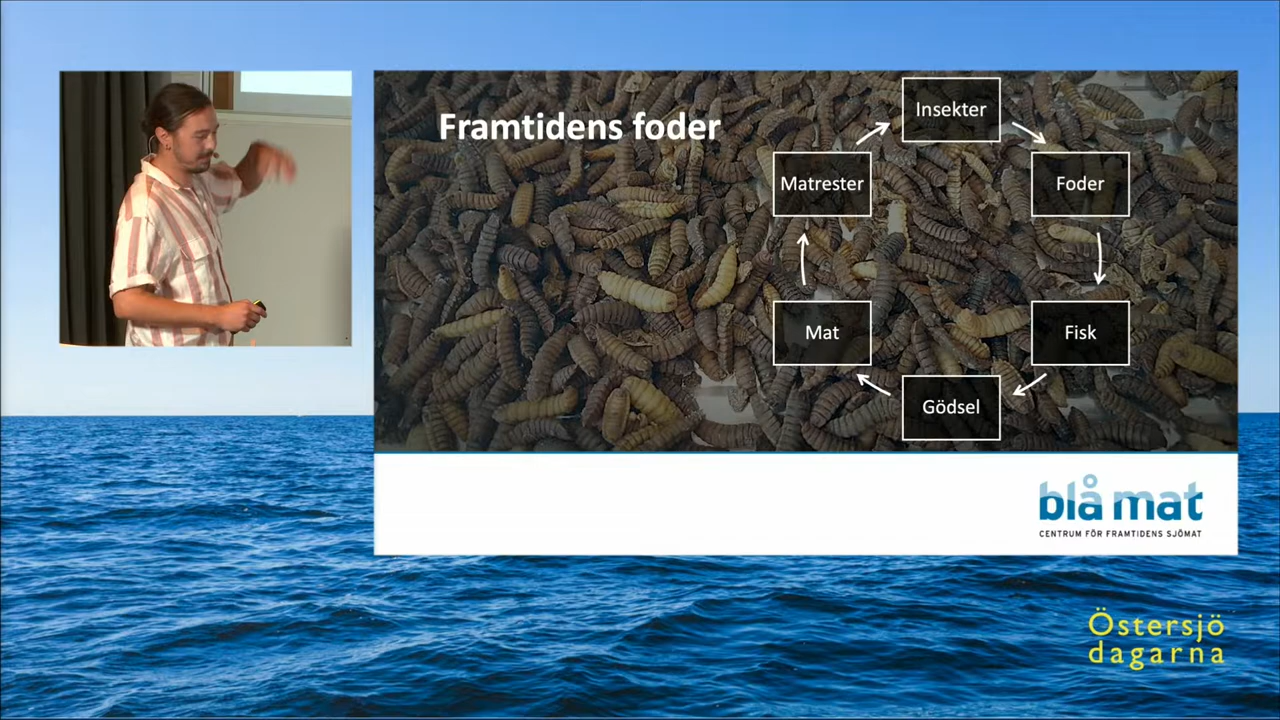 Framtidens foder
Insekter
Foder
Fisk
Gödsel
Mat
Matrester
blå mat
CENTRUM FÖR FRAMTIDENS SJÖMAT
Östersjö
dagarna